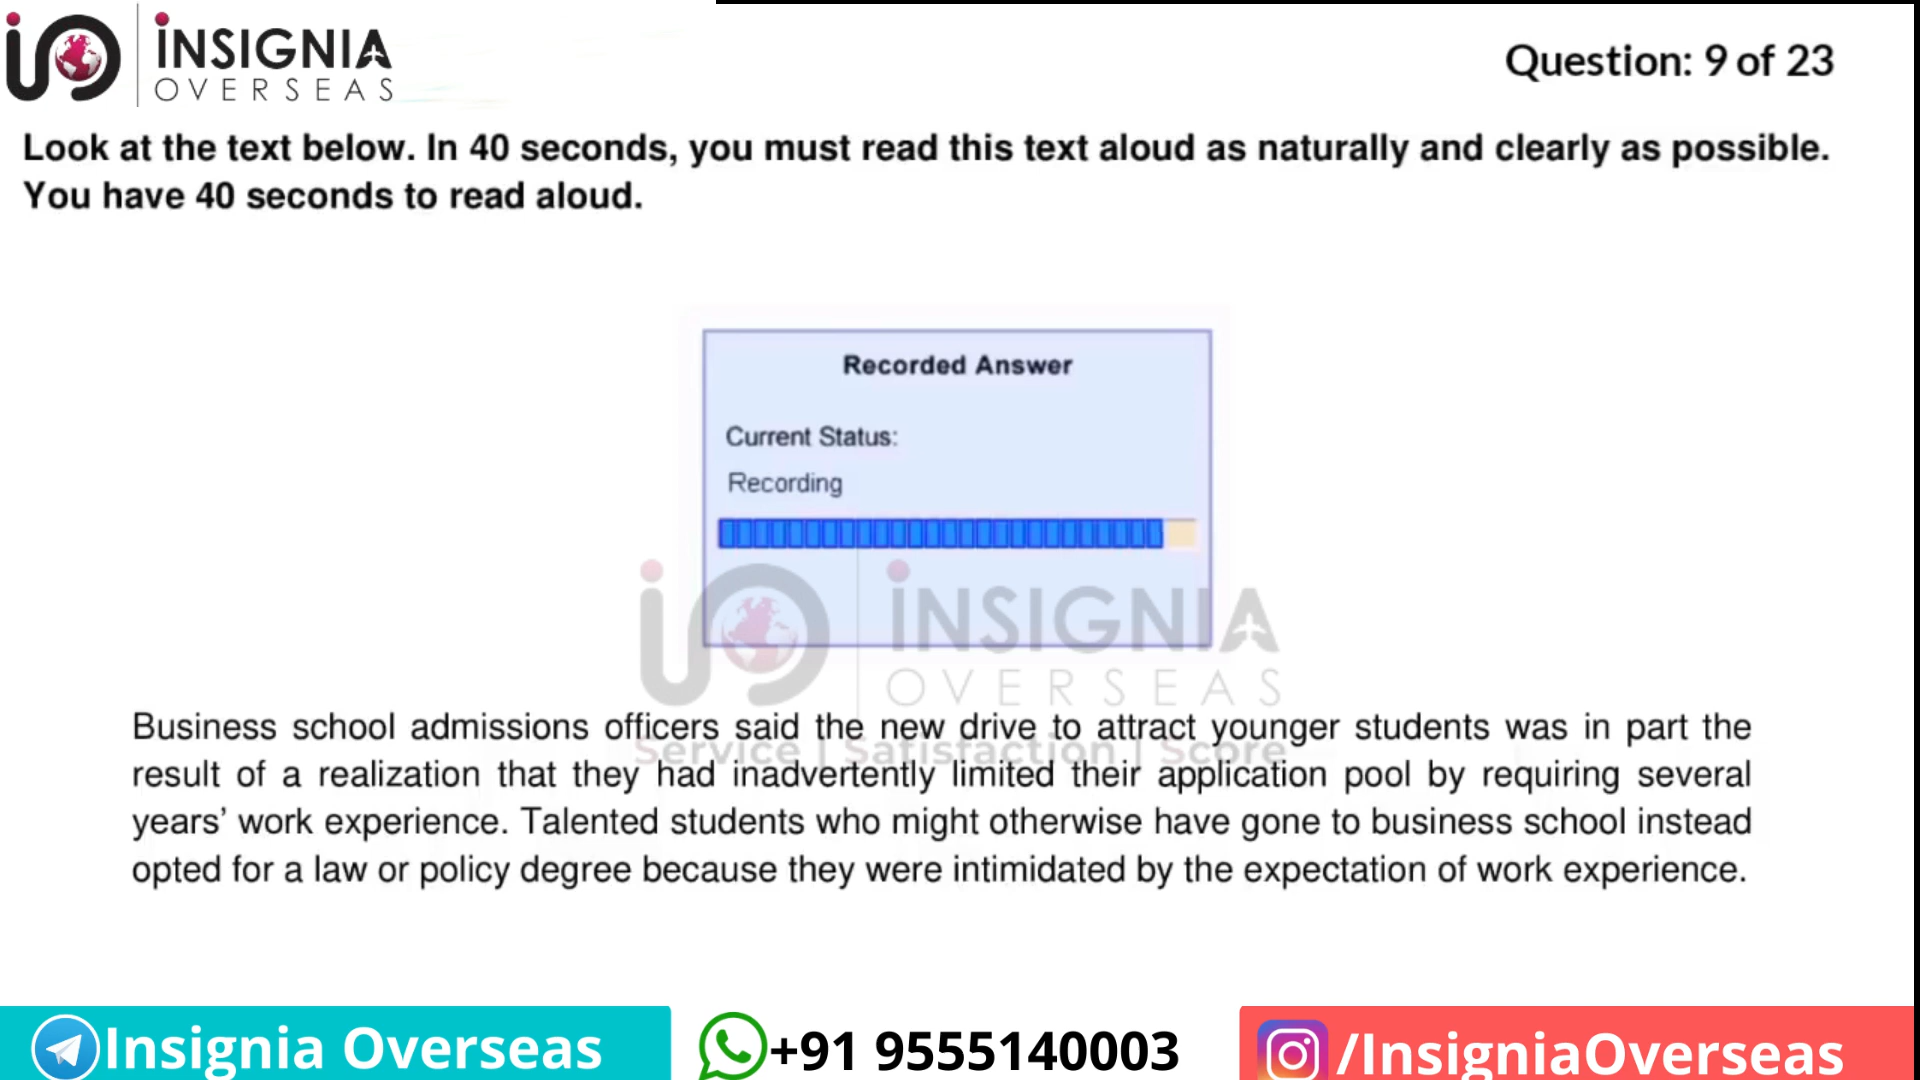 INSIGNIA
OVERSEAS
Question: 9 of 23
Look at the text below. In 40 seconds, you must read this text aloud as naturally and clearly as possible.
You have 40 seconds to read aloud.
Recorded Answer
Current Status:
Recording
INSIGNIA
OVERSEAS
Service | Satisfaction | Score
Business school admissions officers said the new drive to attract younger students was in part the
result of a realization that they had inadvertently limited their application pool by requiring several
years’ work experience. Talented students who might otherwise have gone to business school instead
opted for a law or policy degree because they were intimidated by the expectation of work experience.
Insignia Overseas
+91 9555140003
/InsigniaOverseas